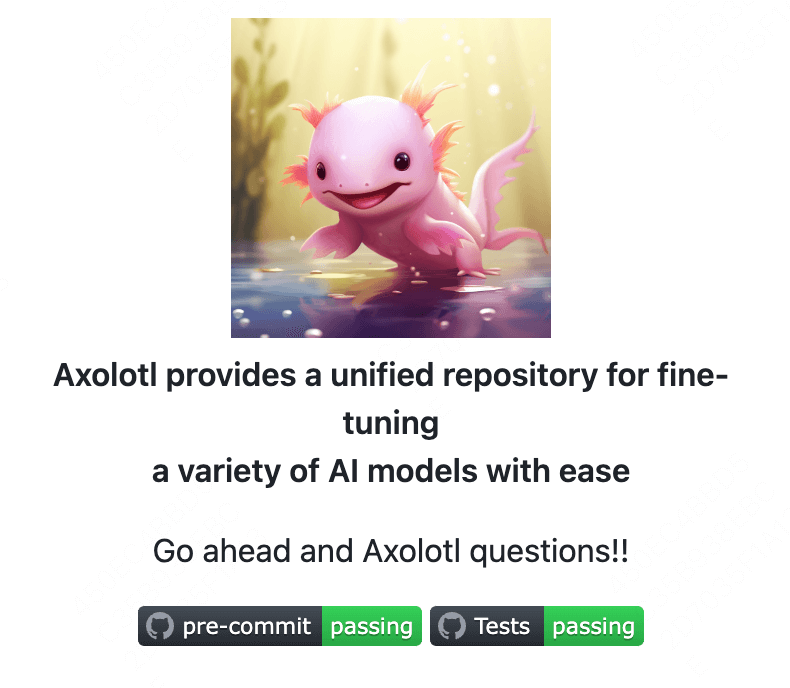 Axolotl provides a unified repository for fine-
tuning
a variety of AI models with ease
Go ahead and Axolotl questions!!
pre-commit passing Tests passing